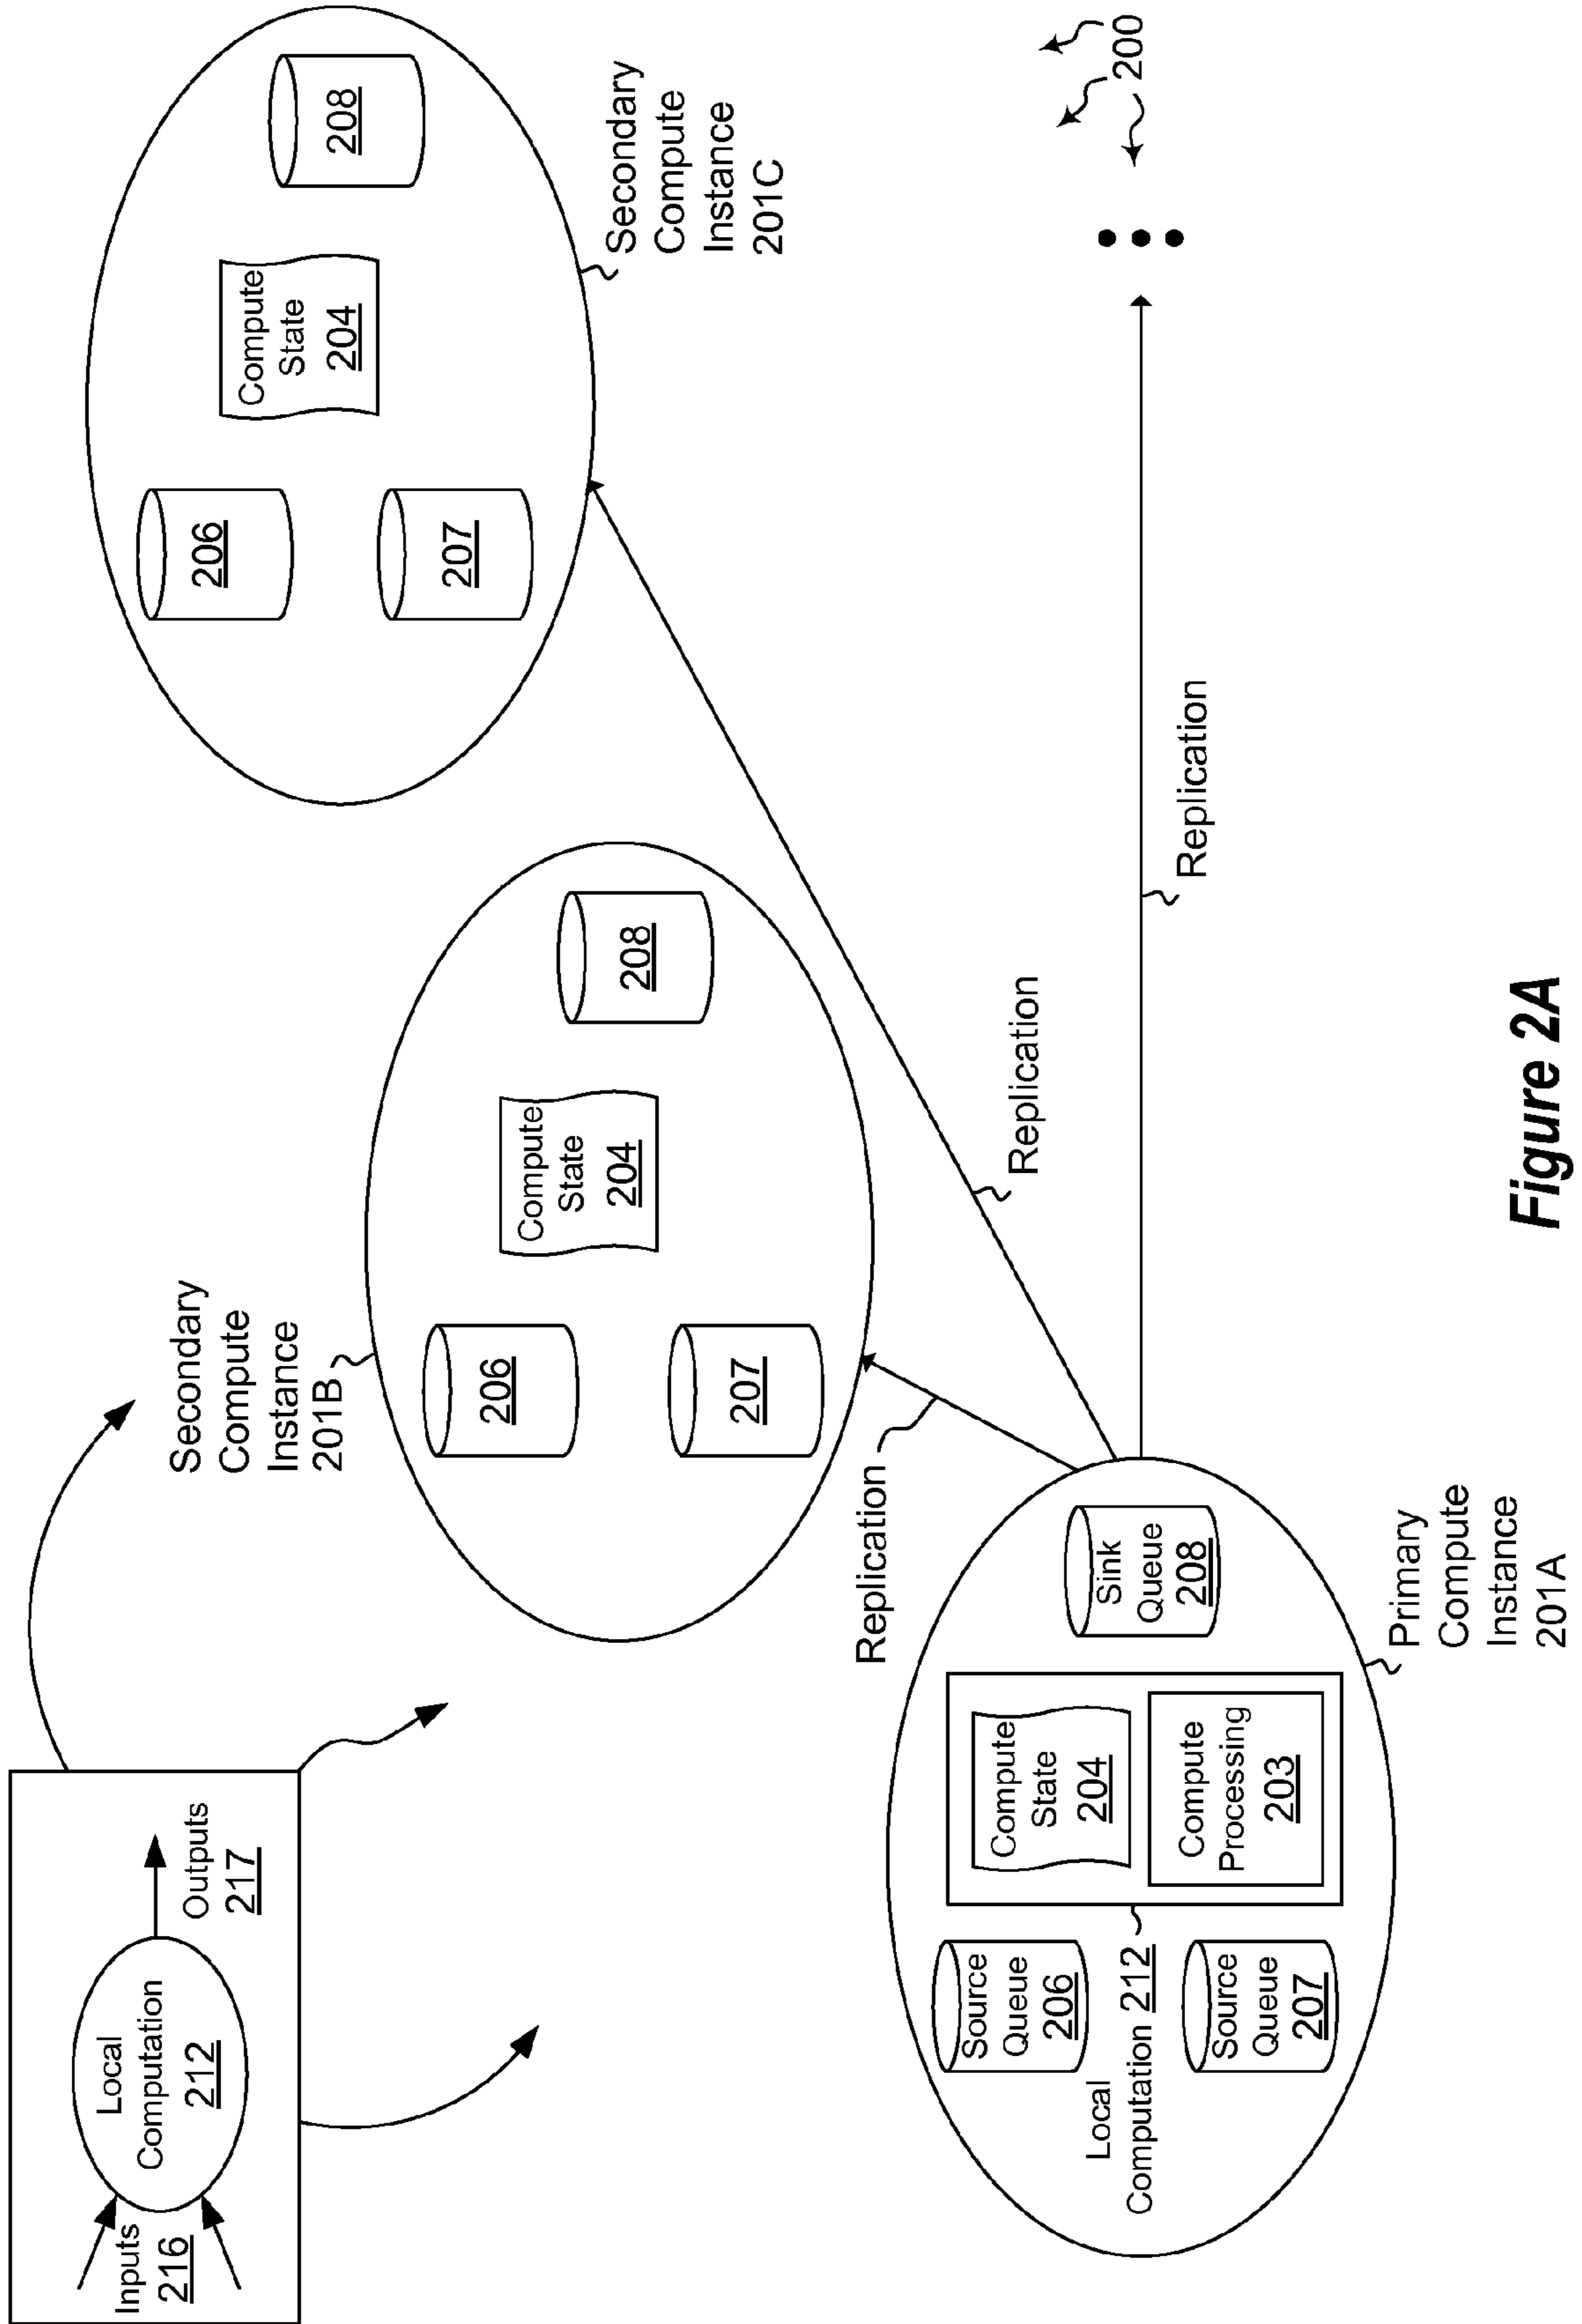 Inputs
216
Local
Computation
212
Outputs
217
Secondary
Compute
Instance
201B
206
207
Compute
State
204
208
206
207
Compute
State
204
208
Secondary
Compute
Instance
201C
Replication
Replication
Replication
Source
Queue
206
Local
Computation 212
Source
Queue
207
Compute
State
204
Compute
Processing
203
Sink
Queue
208
Primary
Compute
Instance
201A
200
Figure 2A